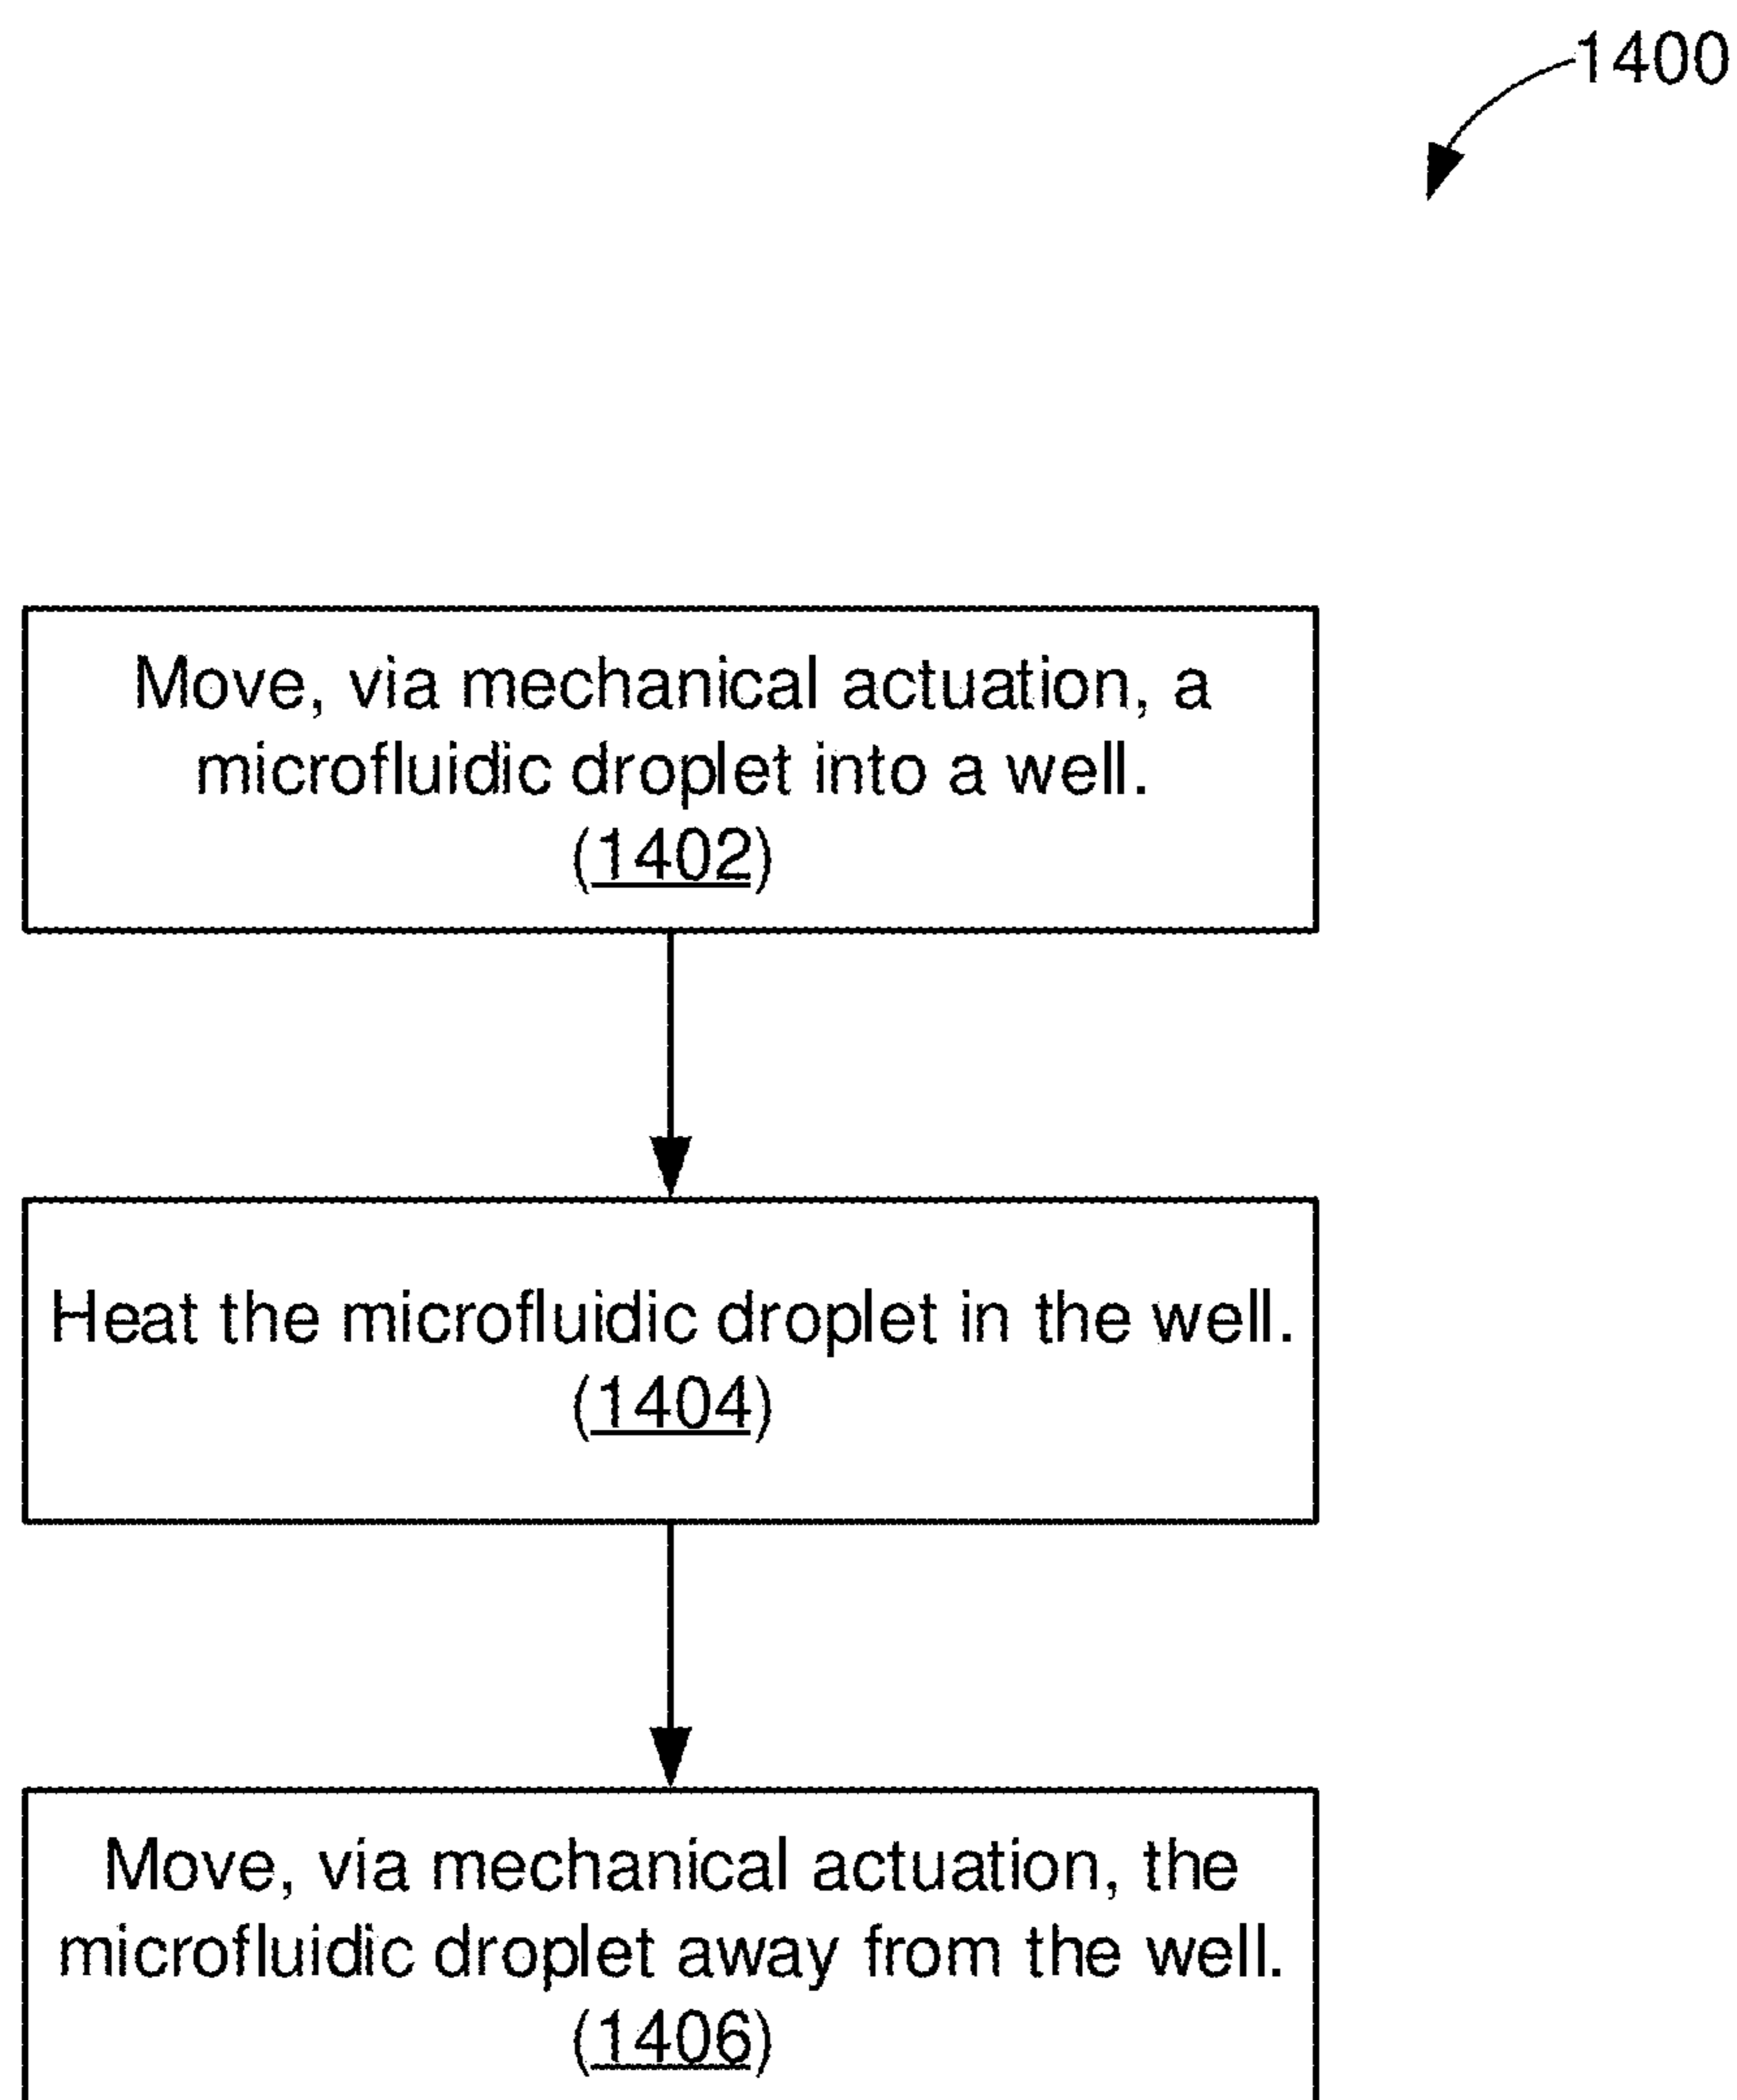 1400
Move, via mechanical actuation, a
microfluidic droplet into a well.
(1402)
Heat the microfluidic droplet in the well.
(1404)
Move, via mechanical actuation, the
microfluidic droplet away from the well.
(1406)